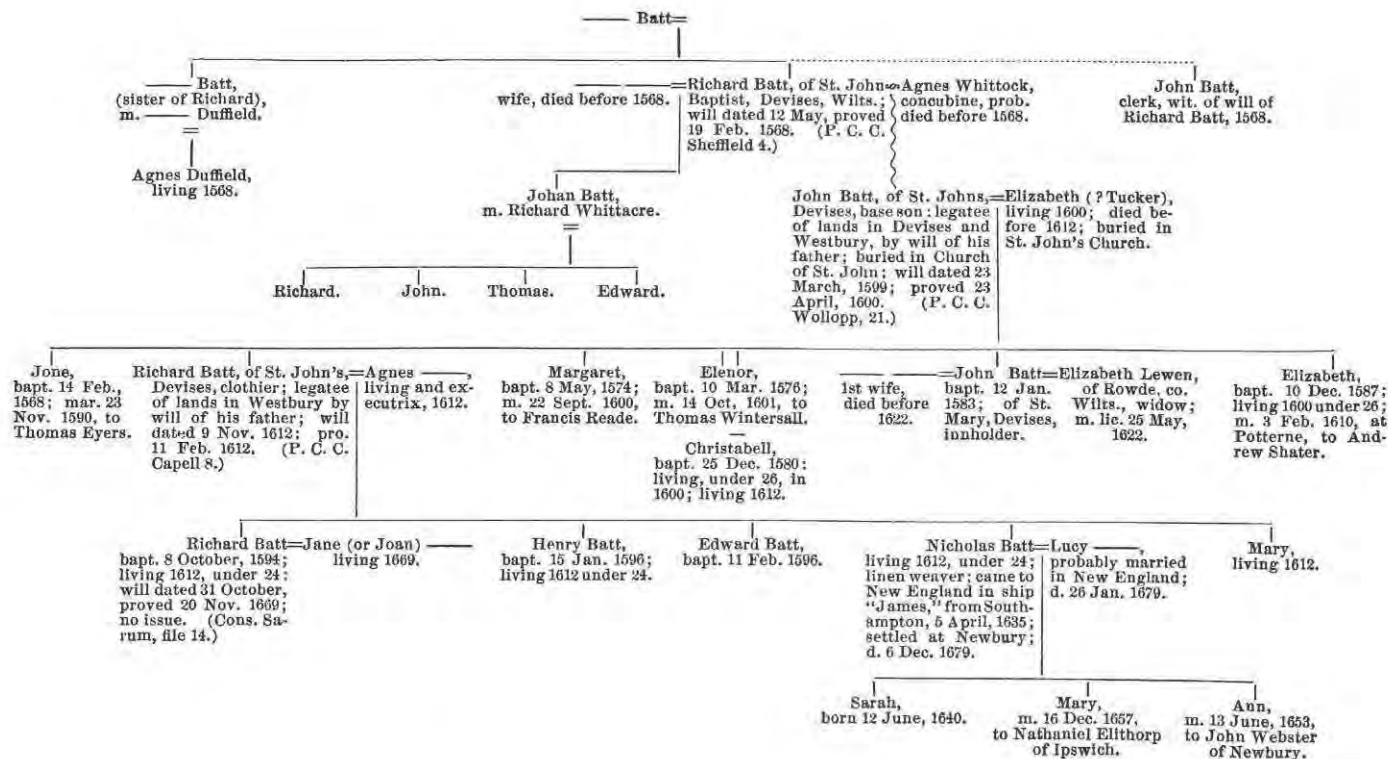 —— Batt=
—— Batt,
(sister of Richard),
m. —— Duffield.
=
Agnes Duffield,
living 1568.
—— ——
wife, died before 1568.
=Richard Batt, of St. John
Baptist, Devises, Wilts.;
will dated 12 May, proved
19 Feb. 1568. (P. C. C.
Sheffield 4.)
Agnes Whittock,
concubine, prob.
died before 1568.
John Batt,
clerk, wit. of will of
Richard Batt, 1568.
Johan Batt,
m. Richard Whittacre.
=
Richard. John. Thomas. Edward.
John Batt, of St. Johns,
Devises, base son: legatee
of lands in Devises and
Westbury, by will of his
father; buried in Church
of St. John; will dated 23
March, 1599; proved 23
April, 1600. (P. C. C.
Wollopp, 21.)
=Elizabeth (? Tucker),
living 1600; died be-
fore 1612; buried in
St. John's Church.
Jone,
bapt. 14 Feb.,
1568; mar. 23
Nov. 1590, to
Thomas Eyers.
Richard Batt, of St. John's,
Devises, clothier; legatee
of lands in Westbury by
will of his father; will
dated 9 Nov. 1612; pro.
11 Feb. 1612. (P. C. C.
Capell 8.)
=Agnes ——,
living and ex-
ecutrix, 1612.
Margaret,
bapt. 8 May, 1574;
m. 22 Sept. 1600,
to Francis Reade.
Elenor,
bapt. 10 Mar. 1576;
m. 14 Oct, 1601, to
Thomas Wintersall.
—
Christabell,
bapt. 25 Dec. 1580:
living, under 26, in
1600; living 1612.
—— ——
1st wife,
died before
1622.
=John Batt=
bapt. 12 Jan.
1583; of St.
Mary, Devises,
innholder.
Elizabeth Lewen,
of Rowde, co.
Wilts., widow;
m. lic. 25 May,
1622.
Elizabeth,
bapt. 10 Dec. 1587;
living 1600 under 26;
m. 3 Feb. 1610, at
Potterne, to And-
rew Shater.
Richard Batt=
bapt. 8 October, 1594;
living 1612, under 24:
will dated 31 October,
proved 20 Nov. 1669;
no issue. (Cons. Sa-
rum, file 14.)
Jane (or Joan) ——
living 1669.
Henry Batt,
bapt. 15 Jan. 1596;
living 1612 under 24.
Edward Batt,
bapt. 11 Feb. 1596.
Nicholas Batt=
living 1612, under 24;
linen weaver; came to
New England in ship
"James," from South-
ampton, 5 April, 1635;
settled at Newbury;
d. 6 Dec. 1679.
Lucy ——,
probably married
in New England;
d. 26 Jan. 1679.
Mary,
living 1612.
Sarah,
born 12 June, 1640.
Mary,
m. 16 Dec. 1657,
to Nathaniel Elithorp
of Ipswich.
Ann,
m. 13 June, 1653,
to John Webster
of Newbury.